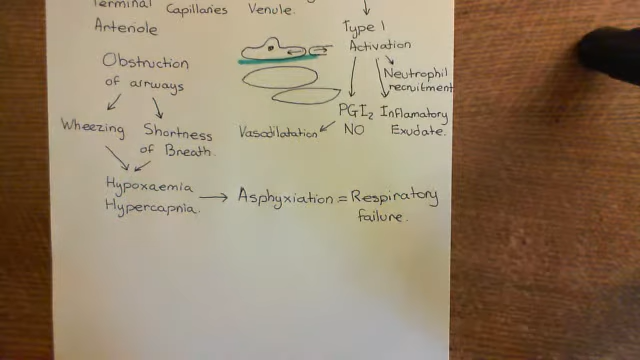 Terminal Capillaries Venule.
Arteriole
Type 1
Activation
Obstruction
of airways
Neutrophil
recruitment
Wheezing Shortness
of Breath.
Vasodilatation
PGI2 Inflamatory
NO Exudate.
Hypoxaemia
Hypercapnia.
Asphyxiation = Respiratory
failure.